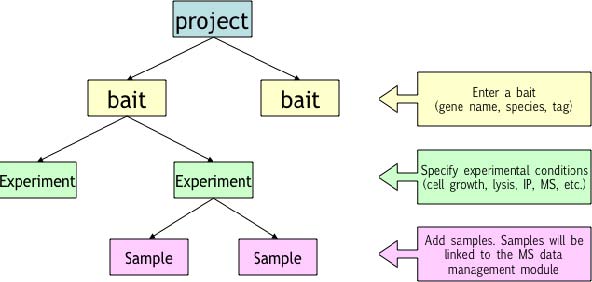 project
bait
bait
Enter a bait
(gene name, species, tag)
Experiment
Experiment
Specify experimental conditions
(cell growth, lysis, IP, MS, etc.)
Sample
Sample
Add samples. Samples will be
linked to the MS data
management module